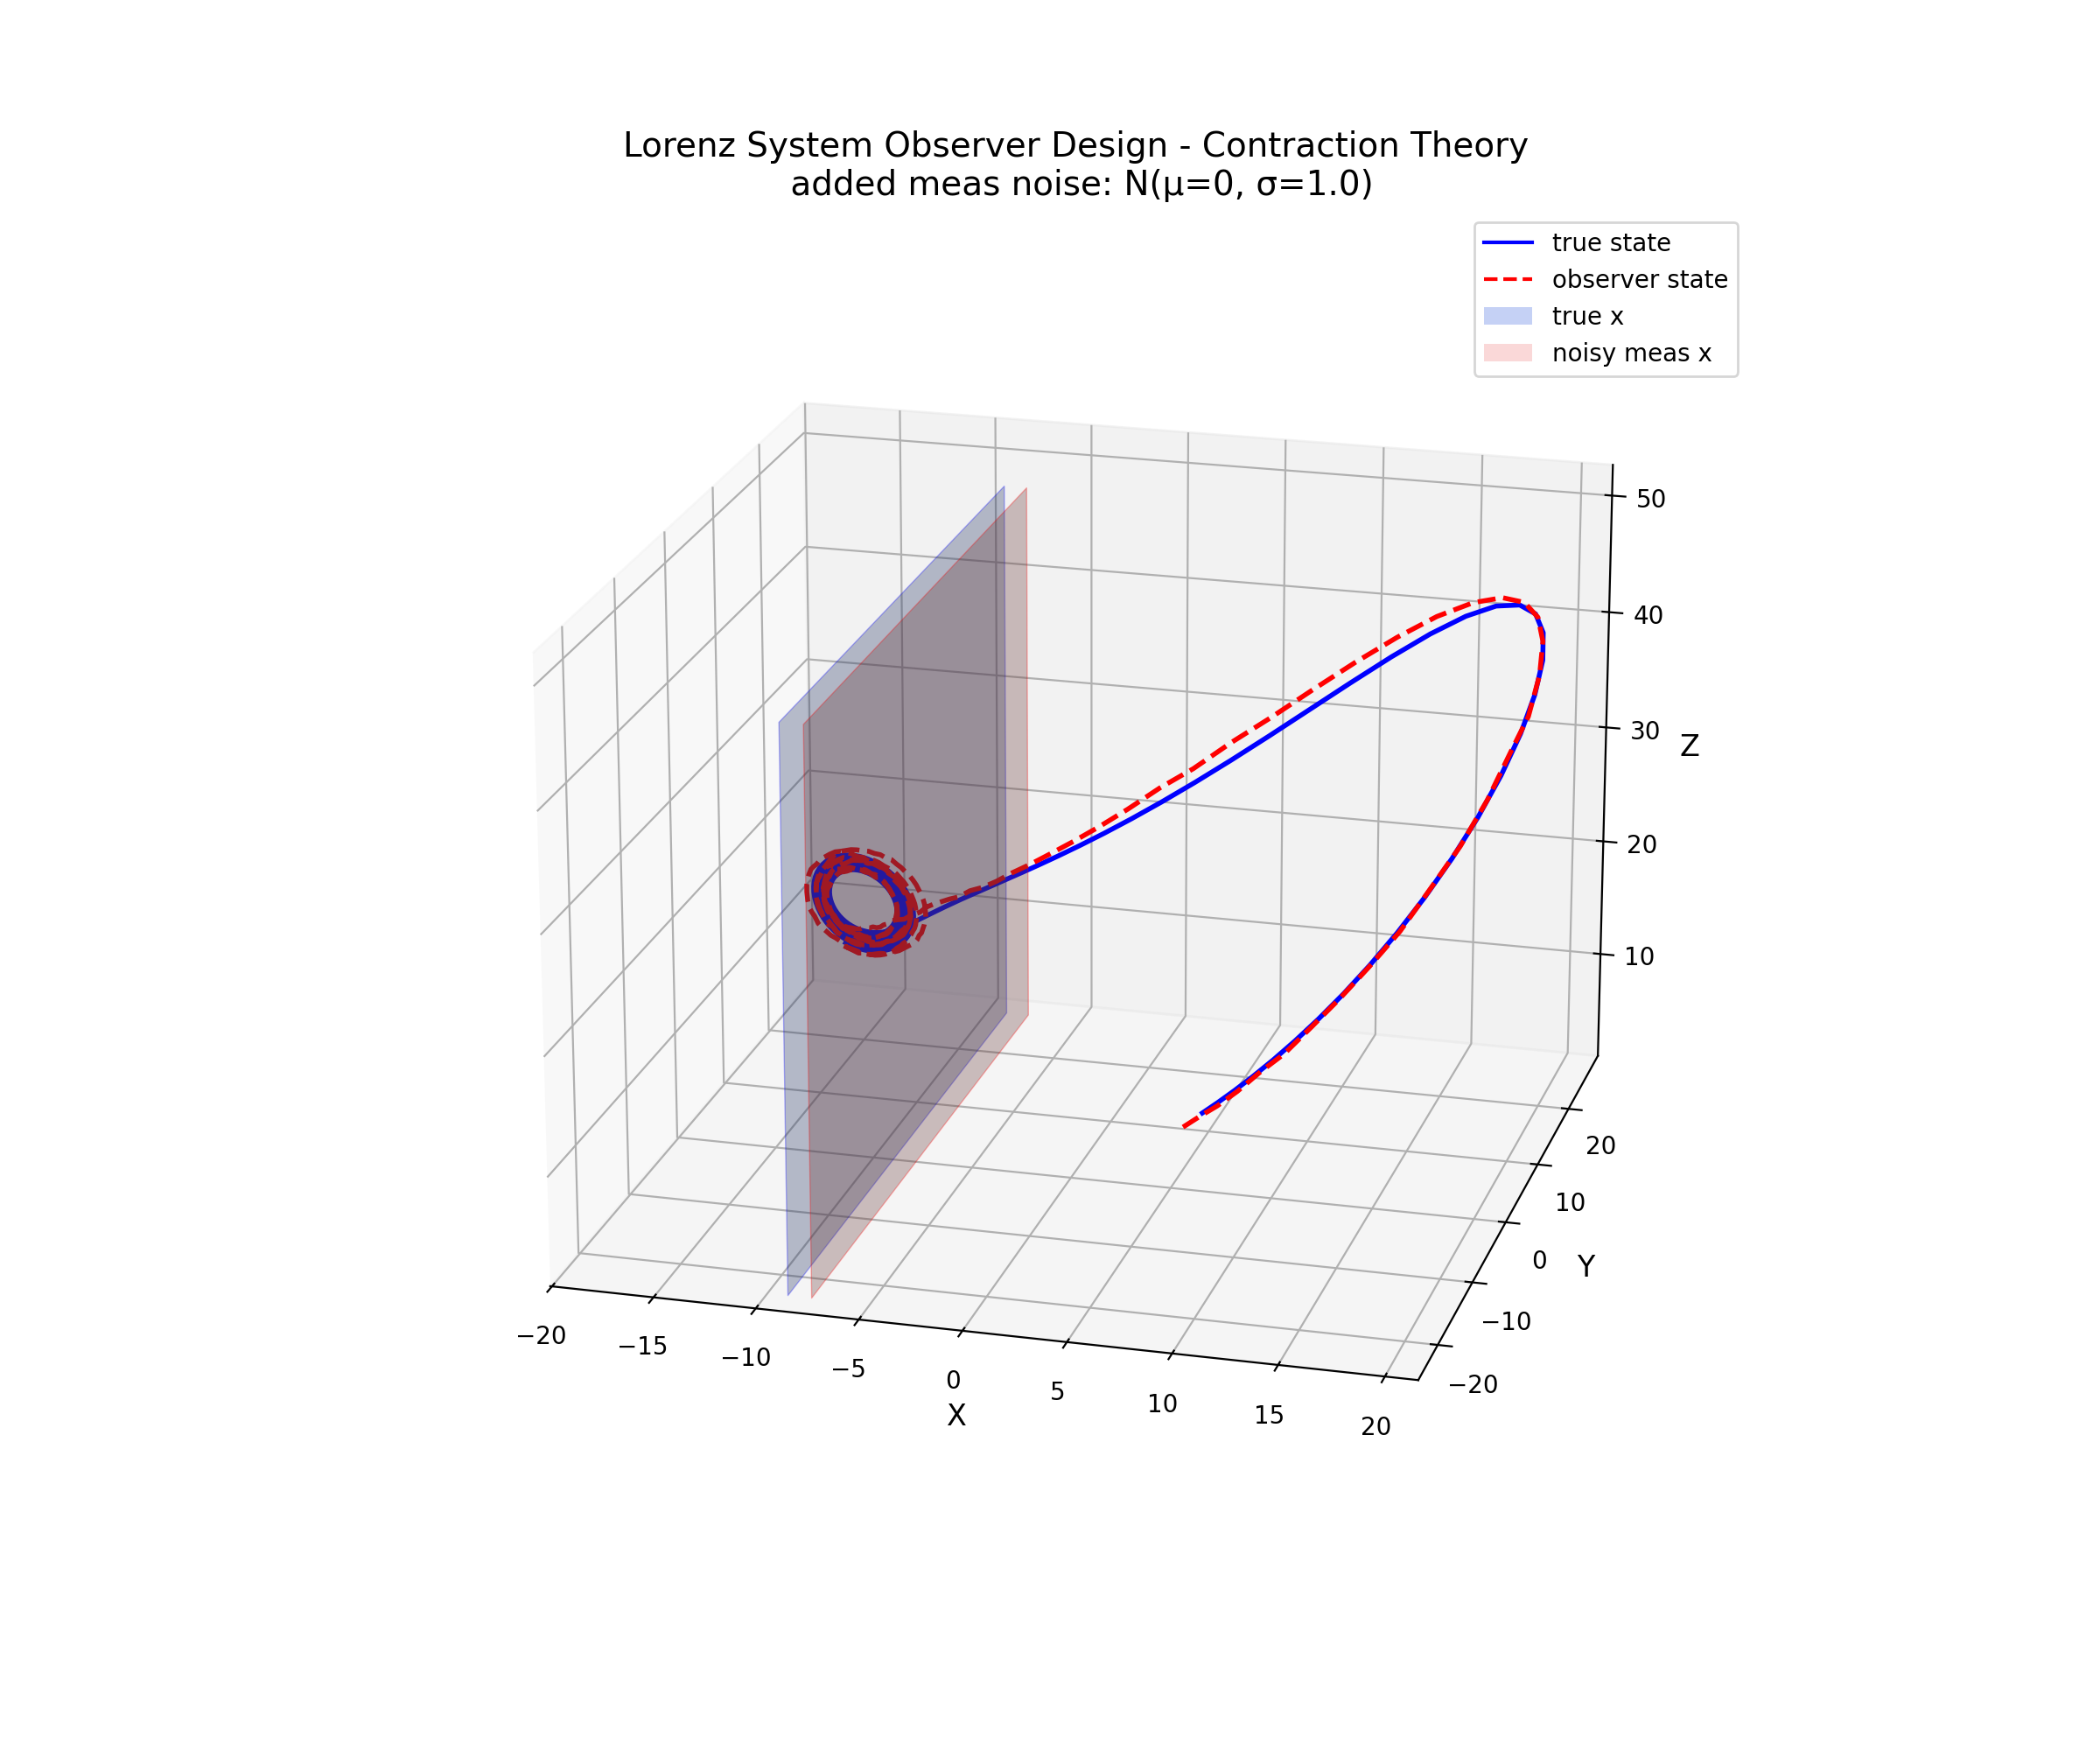 Lorenz System Observer Design - Contraction Theory
added meas noise: N(μ=0, σ=1.0)
true state
observer state
true x
noisy meas x
50
40
30
Z
20
10
20
10
0
Y
−10
−20
−20
−15
−10
−5
0
5
10
15
20
X